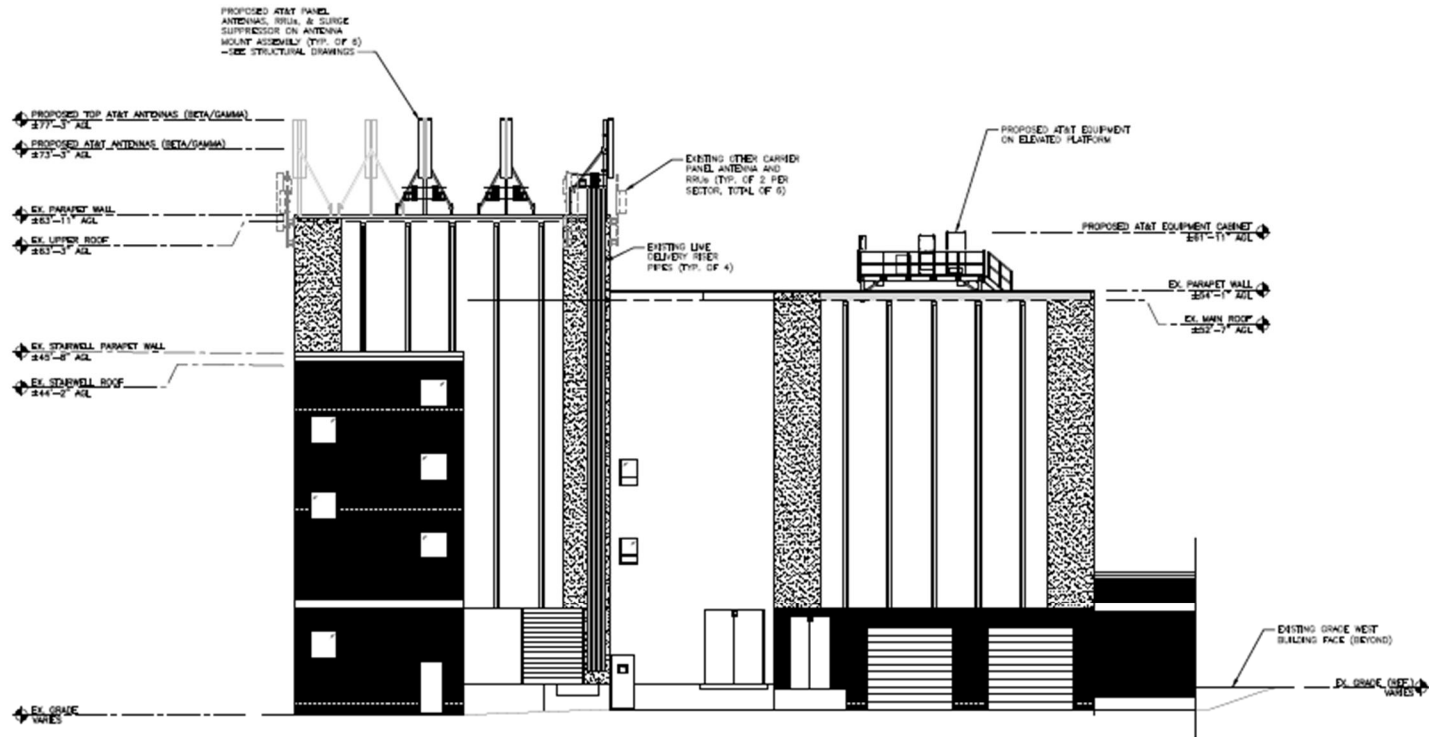 PROPOSED AT&T PANEL
ANTENNAS, RRUs, & SURGE
SUPPRESSOR ON ANTENNA
MOUNT ASSEMBLY (TYP. OF 6)
-SEE STRUCTURAL DRAWINGS
PROPOSED TOP AT&T ANTENNAS (BETA/GAMMA)
±77'-3" AGL
PROPOSED AT&T ANTENNAS (BETA/GAMMA)
±73'-3" AGL
EX. PARAPET WALL
±63'-11" AGL
EX. UPPER ROOF
±63'-3" AGL
EX. STAIRWELL PARAPET WALL
±45'-8" AGL
EX. STAIRWELL ROOF
±44'-2" AGL
EX. GRADE
VARIES
EXISTING OTHER CARRIER
PANEL ANTENNA AND
RRUs (TYP. OF 2 PER
SECTOR, TOTAL OF 6)
EXISTING LIME
DELIVERY RISER
PIPES (TYP. OF 4)
PROPOSED AT&T EQUIPMENT
ON ELEVATED PLATFORM
PROPOSED AT&T EQUIPMENT CABINET
±61'-11" AGL
EX. PARAPET WALL
±54'-1" AGL
EX. MAIN ROOF
±52'-7" AGL
EXISTING GRADE WEST
BUILDING FACE (BEYOND)
EX. GRADE (REF.)
VARIES